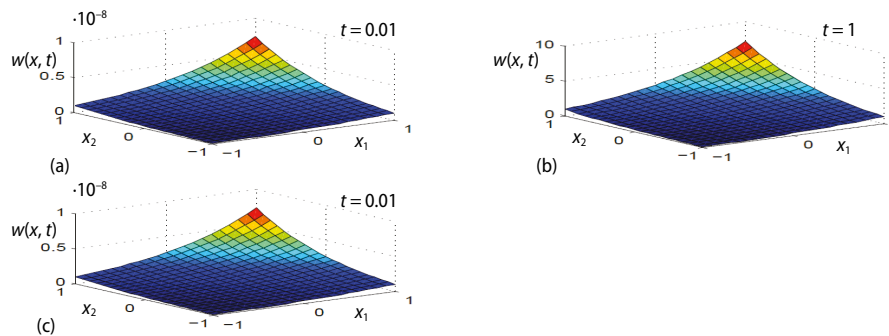 ·10⁻⁸
1
w(x, t)
0.5
0
t = 0.01
1
x₂
0
−1
−1
0
x₁
1
(a)
10
w(x, t)
5
0
t = 1
1
x₂
0
−1
−1
0
x₁
(b)
·10⁻⁸
1
w(x, t)
0.5
0
t = 0.01
1
x₂
0
−1
−1
0
x₁
1
(c)